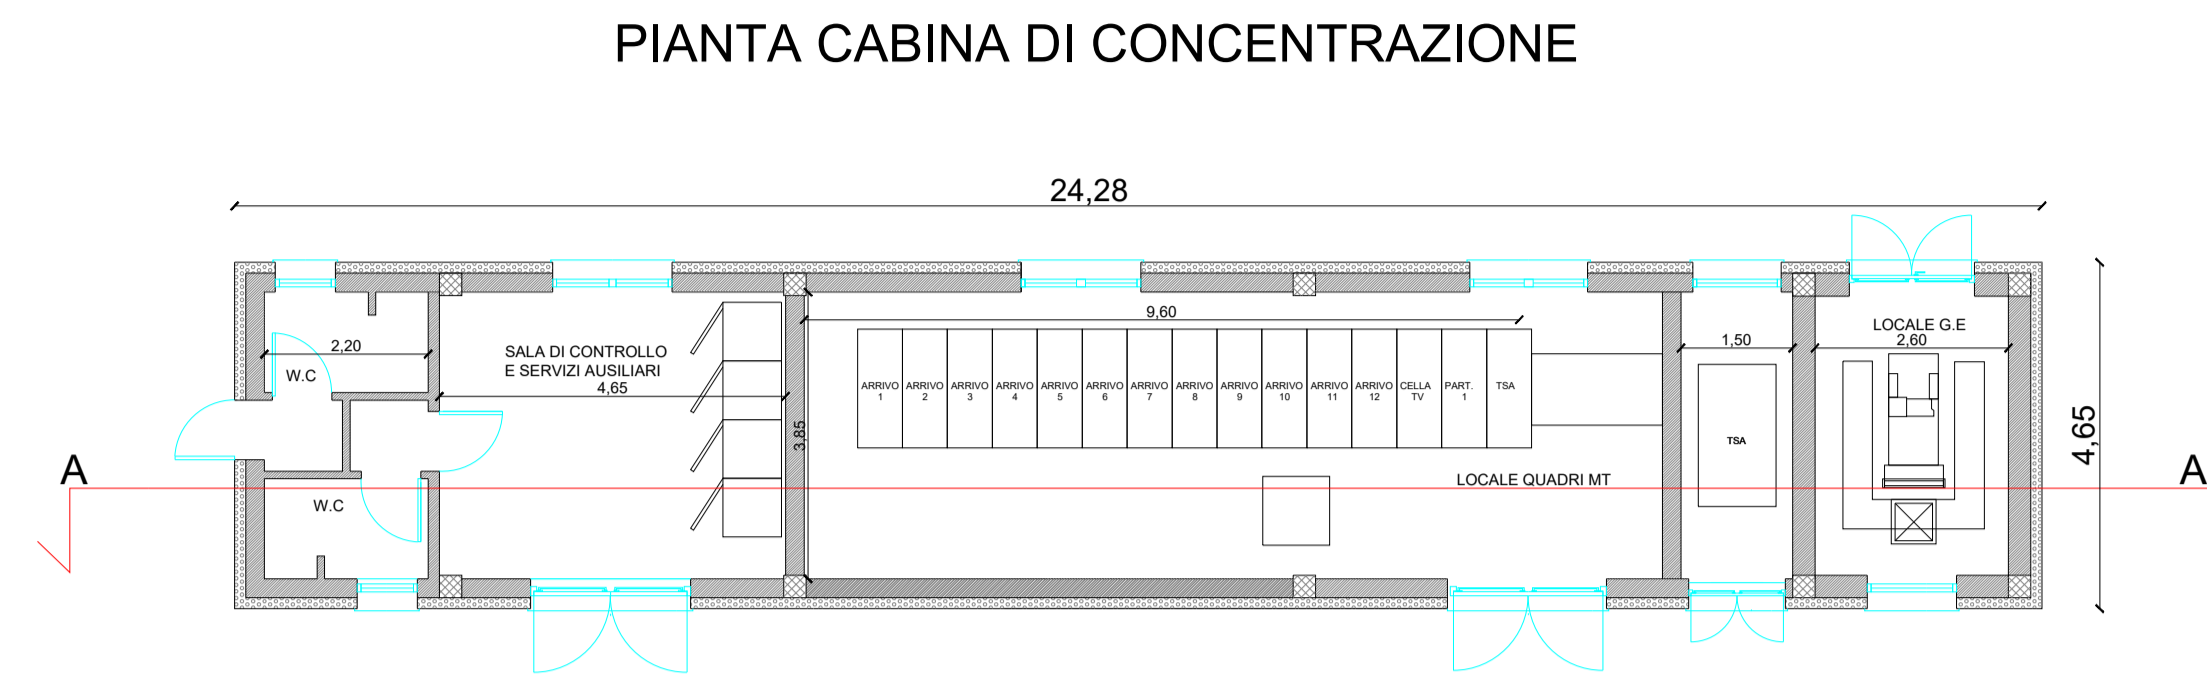 PIANTA CABINA DI CONCENTRAZIONE
24,28
9,60
2,20
W.C
SALA DI CONTROLLO
E SERVIZI AUSILIARI
4,65
3,85
ARRIVO
1
ARRIVO
2
ARRIVO
3
ARRIVO
4
ARRIVO
5
ARRIVO
6
ARRIVO
7
ARRIVO
8
ARRIVO
9
ARRIVO
10
ARRIVO
11
ARRIVO
12
CELLA
TV
PART.
1
TSA
1,50
TSA
LOCALE G.E
2,60
4,65
A
W.C
LOCALE QUADRI MT
A